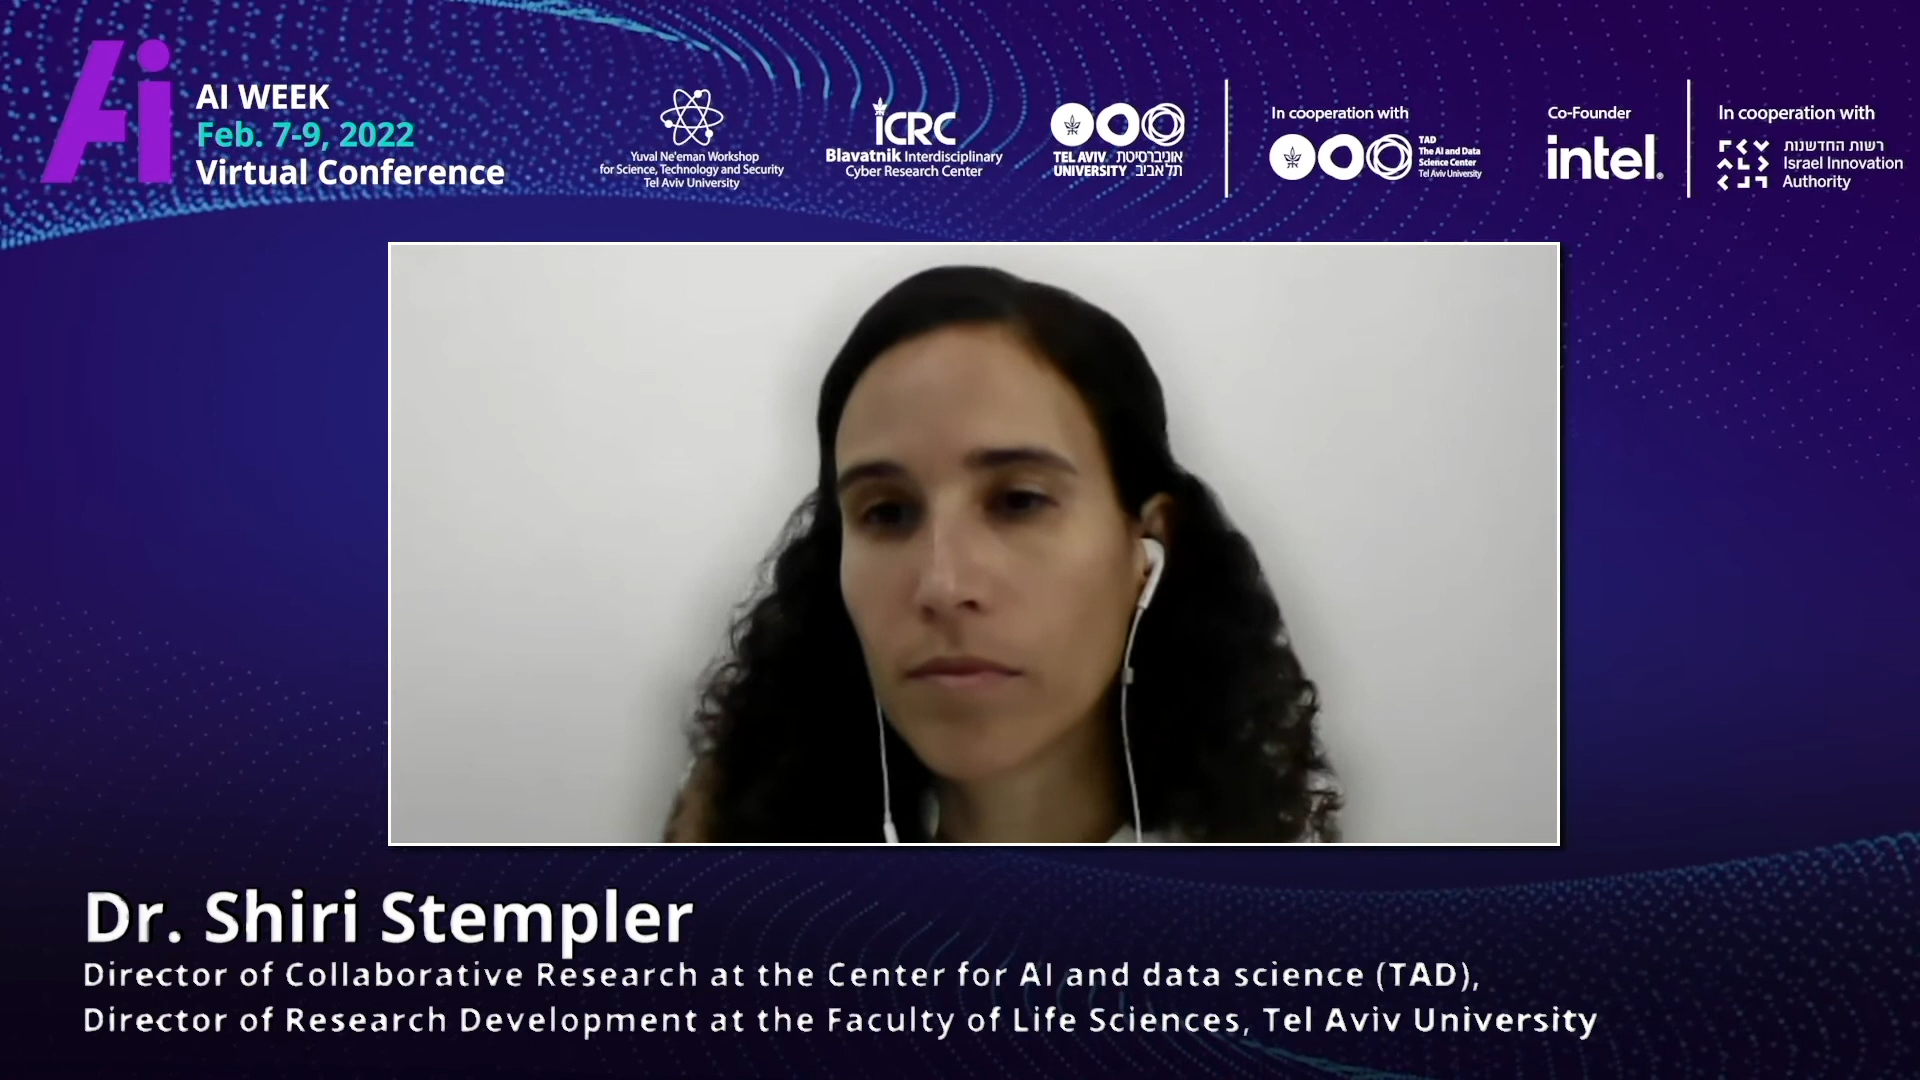 Ai
AI WEEK
Feb. 7-9, 2022
Virtual Conference
Yuval Ne'eman Workshop
for Science, Technology and Security
Tel Aviv University
ICRC
Blavatnik Interdisciplinary
Cyber Research Center
TEL AVIV אוניברסיטת
UNIVERSITY תל אביב
In cooperation with
TAD
The AI and Data
Science Center
Tel Aviv University
Co-Founder
intel.
In cooperation with
רשות החדשנות
Israel Innovation
Authority
Dr. Shiri Stempler
Director of Collaborative Research at the Center for AI and data science (TAD),
Director of Research Development at the Faculty of Life Sciences, Tel Aviv University